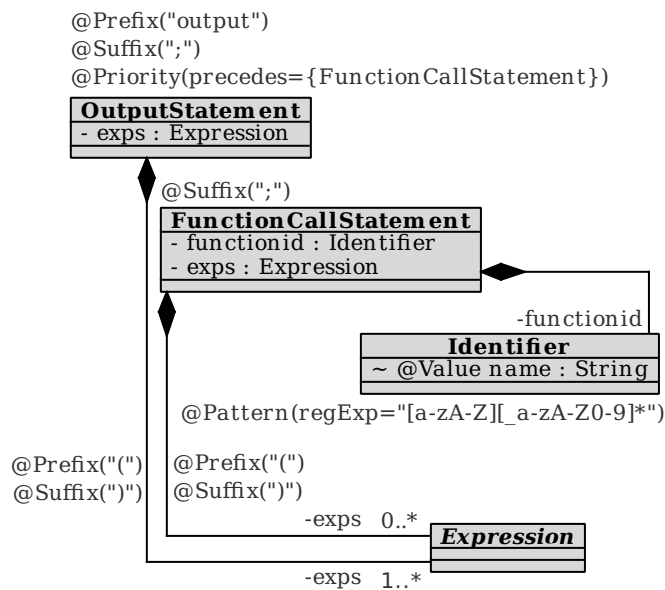 @Prefix("output")
@Suffix(";")
@Priority(precedes={FunctionCallStatement})
OutputStatement
- exps : Expression
@Suffix(";")
FunctionCallStatement
- functionid : Identifier
- exps : Expression
-functionid
Identifier
~ @Value name : String
@Pattern(regExp="[a-zA-Z][_a-zA-Z0-9]*")
@Prefix("(")
@Suffix(")")
@Prefix("(")
@Suffix(")")
-exps 0..*
Expression
-exps 1..*